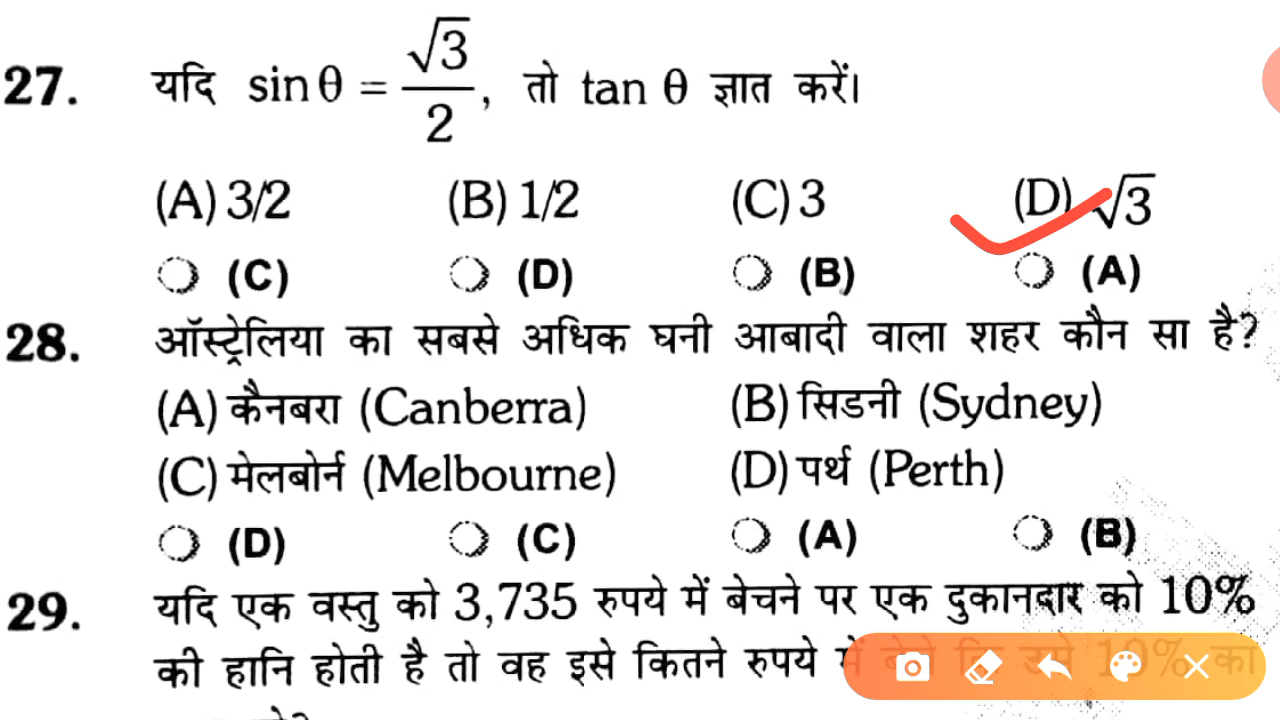 27. यदि sin θ = √3/2, तो tan θ ज्ञात करें।
(A) 3/2 (B) 1/2 (C) 3 (D) √3
(C) (D) (B) (A)
28. ऑस्ट्रेलिया का सबसे अधिक घनी आबादी वाला शहर कौन सा है?
(A) कैनबरा (Canberra) (B) सिडनी (Sydney)
(C) मेलबोर्न (Melbourne) (D) पर्थ (Perth)
(D) (C) (A) (B)
29. यदि एक वस्तु को 3,735 रुपये में बेचने पर एक दुकानदार को 10%
की हानि होती है तो वह इसे कितने रुपये में बेचे कि उसे 10% का